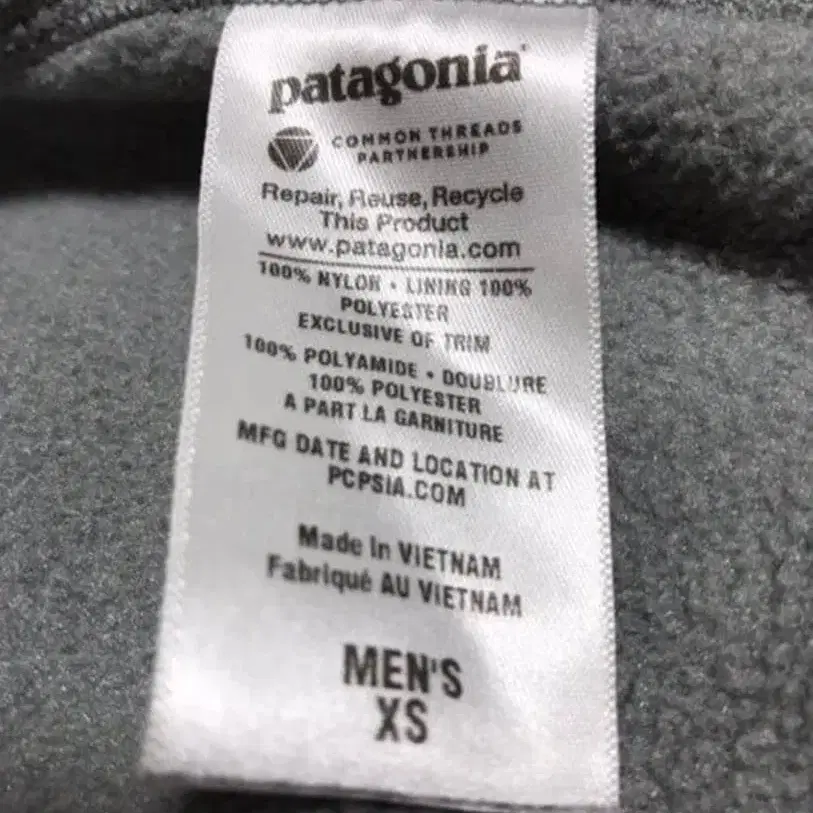 patagonia
COMMON THREADS
PARTNERSHIP
Repair, Reuse, Recycle
This Product
www.patagonia.com
100% NYLON • LINING 100%
POLYESTER
EXCLUSIVE OF TRIM
100% POLYAMIDE • DOUBLURE
100% POLYESTER
A PART LA GARNITURE
MFG DATE AND LOCATION AT
PCPSIA.COM
Made in VIETNAM
Fabriqué AU VIETNAM
MEN'S
XS